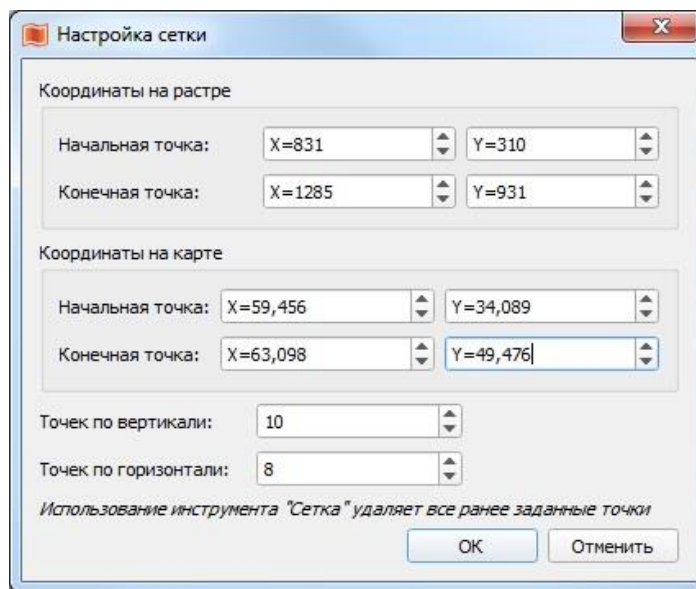 Настройка сетки
Координаты на растре
Начальная точка: X=831 Y=310
Конечная точка: X=1285 Y=931
Координаты на карте
Начальная точка: X=59,456 Y=34,089
Конечная точка: X=63,098 Y=49,476
Точек по вертикали: 10
Точек по горизонтали: 8
Использование инструмента "Сетка" удаляет все ранее заданные точки
OK Отменить